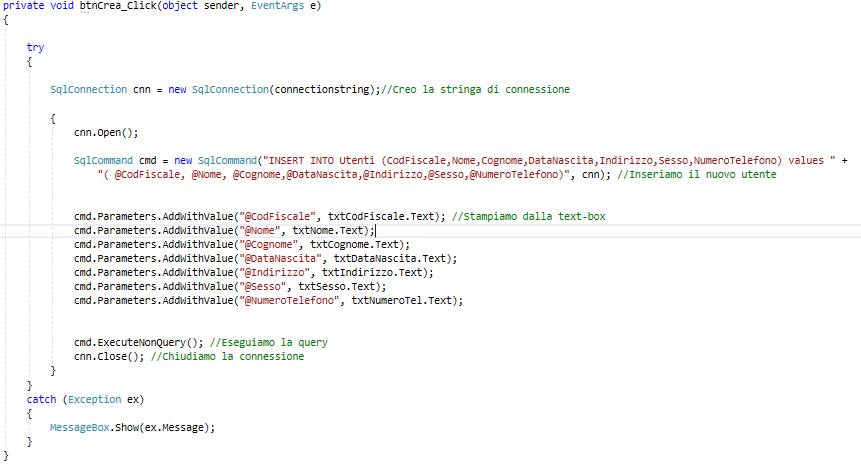 private void btnCrea_Click(object sender, EventArgs e)
{
try
{
SqlConnection cnn = new SqlConnection(connectionstring);//Creo la stringa di connessione
{
cnn.Open();
SqlCommand cmd = new SqlCommand("INSERT INTO Utenti (CodFiscale,Nome,Cognome,DataNascita,Indirizzo,Sesso,NumeroTelefono) values " +
"( @CodFiscale, @Nome, @Cognome,@DataNascita,@Indirizzo,@Sesso,@NumeroTelefono)", cnn); //Inseriamo il nuovo utente
cmd.Parameters.AddWithValue("@CodFiscale", txtCodFiscale.Text); //Stampiamo dalla text-box
cmd.Parameters.AddWithValue("@Nome", txtNome.Text);
cmd.Parameters.AddWithValue("@Cognome", txtCognome.Text);
cmd.Parameters.AddWithValue("@DataNascita", txtDataNascita.Text);
cmd.Parameters.AddWithValue("@Indirizzo", txtIndirizzo.Text);
cmd.Parameters.AddWithValue("@Sesso", txtSesso.Text);
cmd.Parameters.AddWithValue("@NumeroTelefono", txtNumeroTel.Text);
cmd.ExecuteNonQuery(); //Eseguiamo la query
cnn.Close(); //Chiudiamo la connessione
}
}
catch (Exception ex)
{
MessageBox.Show(ex.Message);
}
}